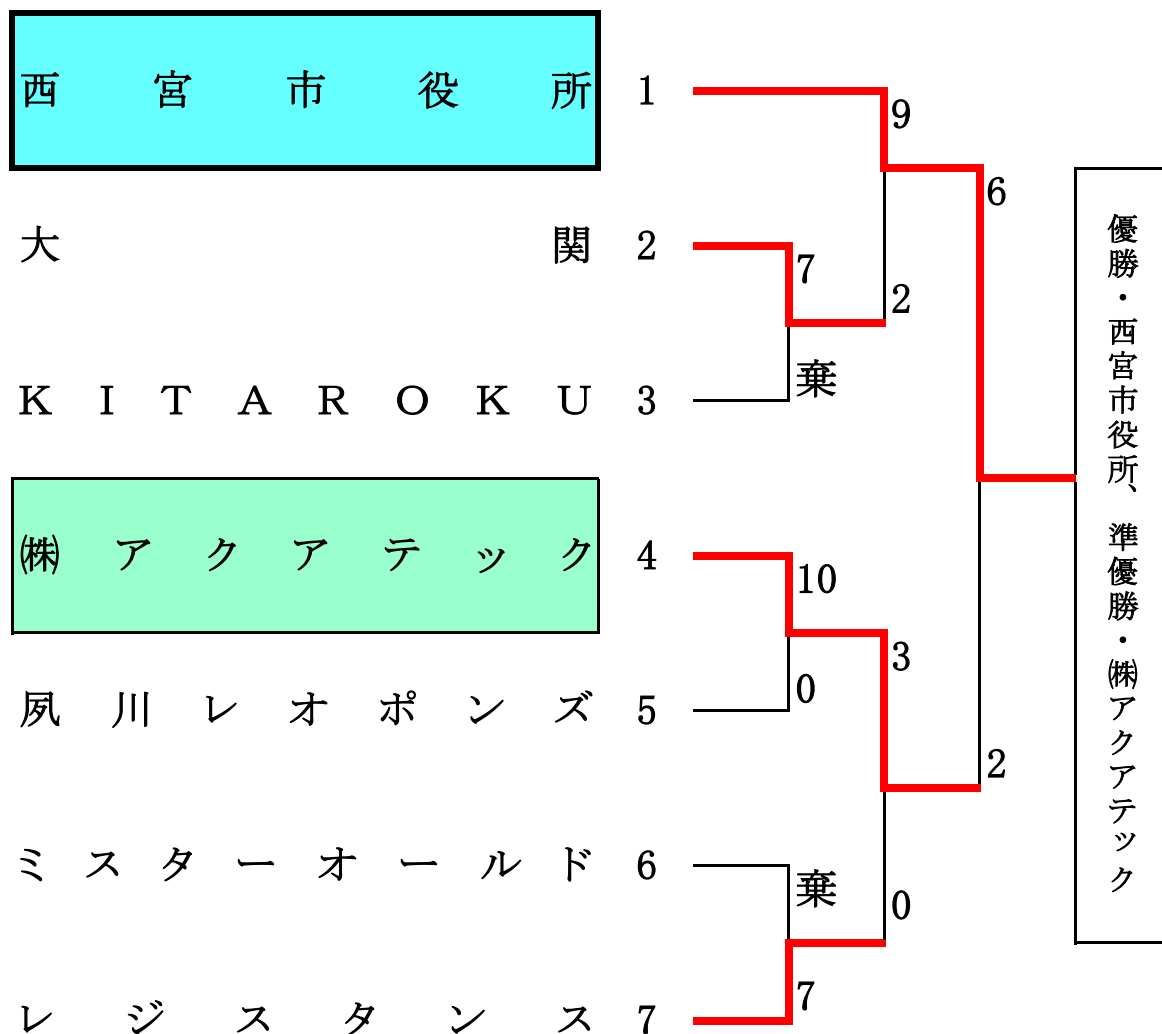 西宮市役所 1
9
6
大関 2
7
2
KITAROKU 3
棄
㈱アクアテック 4
10
3
夙川レオポンズ 5
0
2
ミスターオールド 6
棄
0
レジスタンス 7
7
優勝・西宮市役所、準優勝・㈱アクアテック